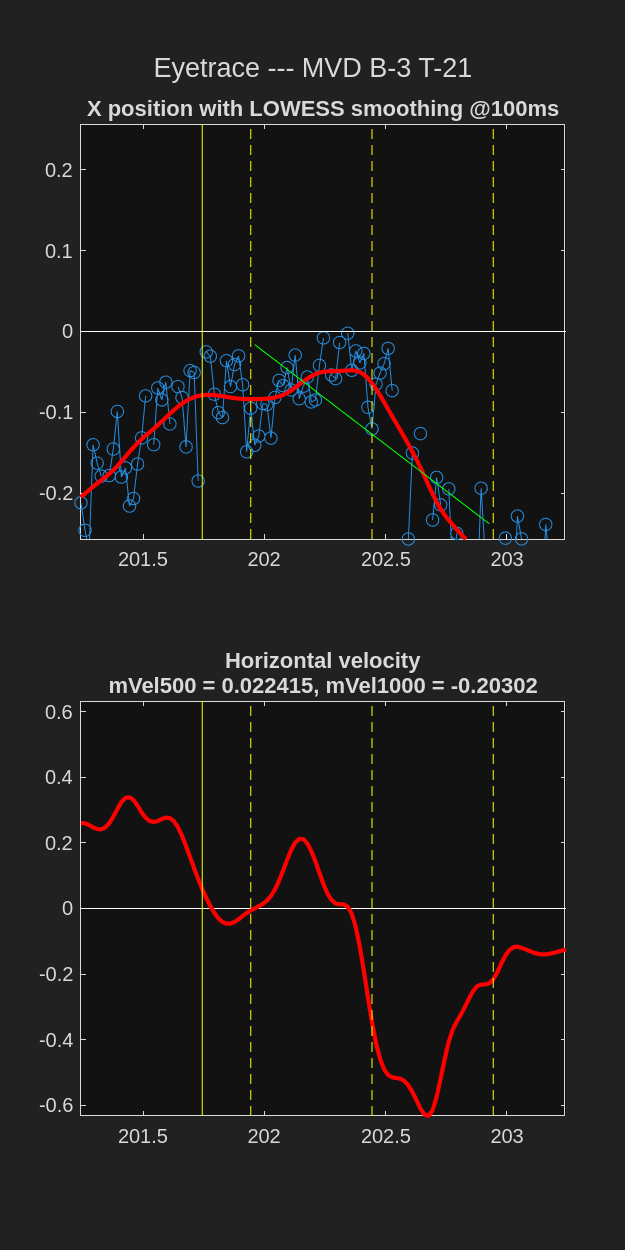 Eyetrace --- MVD B-3 T-21
X position with LOWESS smoothing @100ms
0.2
0.1
0
-0.1
-0.2
201.5 202 202.5 203
Horizontal velocity
mVel500 = 0.022415, mVel1000 = -0.20302
0.6
0.4
0.2
0
-0.2
-0.4
-0.6
201.5 202 202.5 203